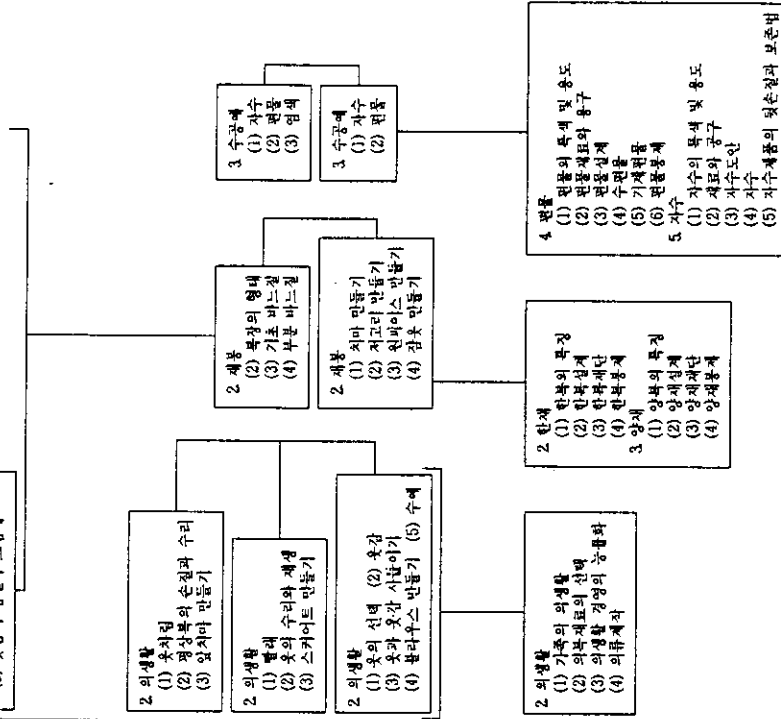 2. 의생활
(1) 옷차림
(2) 평상복의 손질과 수리
(3) 앞치마 만들기
2. 의생활
(1) 빨래
(2) 옷의 수리와 재생
(3) 스커어트 만들기
2. 의생활
(1) 옷의 선택 (2) 옷감
(3) 옷과 옷감 사들이기
(4) 블라우스 만들기 (5) 수예
2. 의생활
(1) 가족의 의생활
(2) 의복재료의 선택
(3) 의생활 경영의 능률화
(4) 의류제작
2. 재봉
(2) 복장의 형태
(3) 기초 바느질
(4) 부분 바느질
2. 재봉
(1) 치마 만들기
(2) 저고리 만들기
(3) 원피이스 만들기
(4) 잠옷 만들기
2. 한재
(1) 한복의 특징
(2) 한복설계
(3) 한복재단
(4) 한복봉제
3. 양재
(1) 양복의 특징
(2) 양재설계
(3) 양재재단
(4) 양재봉제
3. 수공예
(1) 자수
(2) 편물
(3) 염색
3. 수공예
(1) 자수
(2) 편물
4. 편물
(1) 편물의 특색 및 용도
(2) 편물재료와 용구
(3) 편물설계
(4) 수편물
(5) 기계편물
(6) 편물봉제
5. 자수
(1) 자수의 특색 및 용도
(2) 재료와 공구
(3) 자수도안
(4) 자수
(5) 자수제품의 뒷손질과 보존법